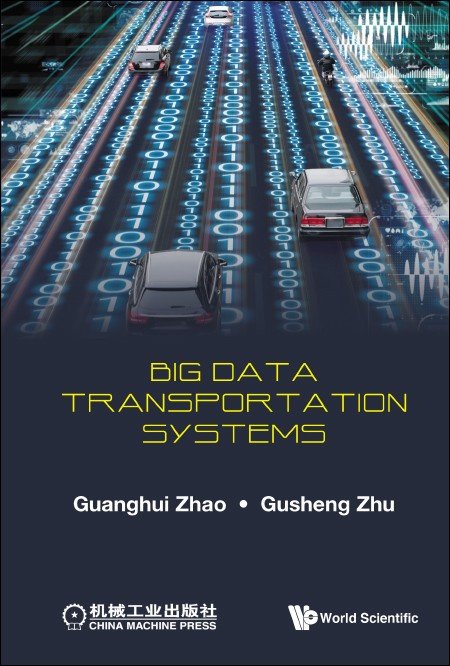 BIG DATA
TRANSPORTATION
SYSTEMS
Guanghui Zhao • Gusheng Zhu
机械工业出版社
CHINA MACHINE PRESS
World Scientific